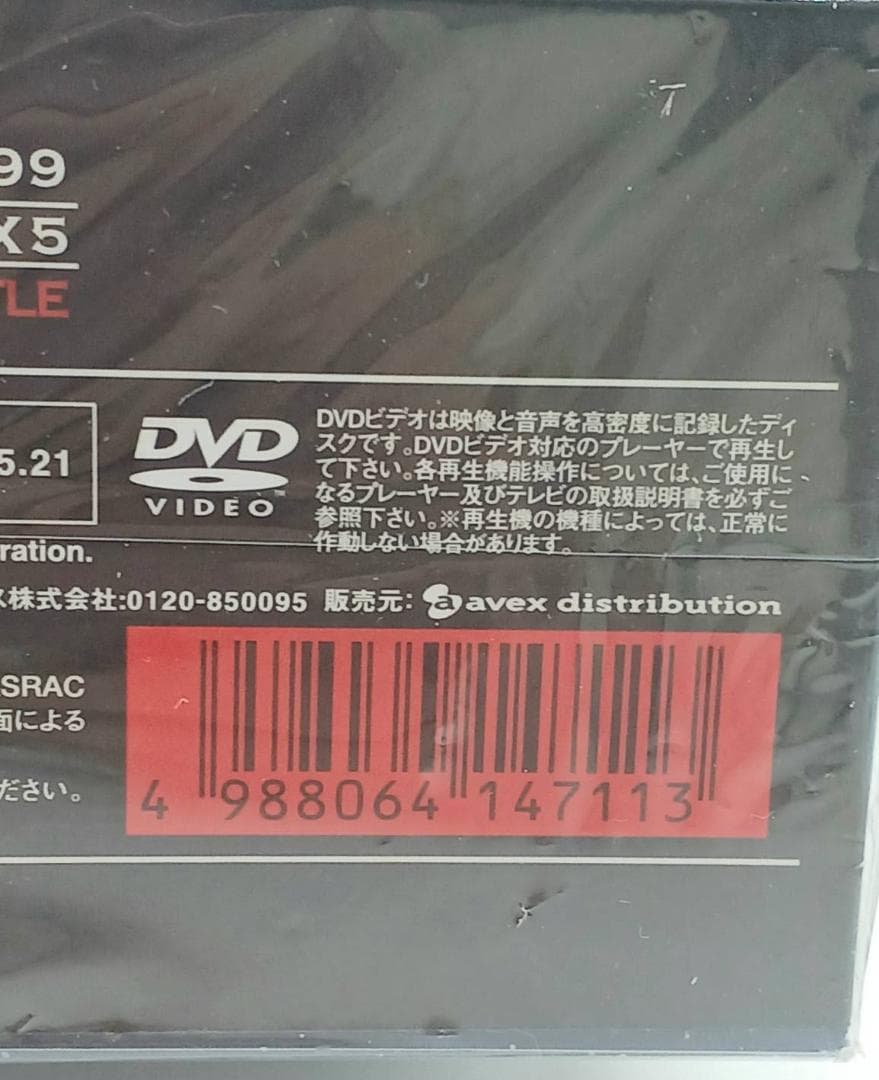 99
X5
TLE
5.21
DVD
VIDEO
TM
DVDビデオは映像と音声を高密度に記録したディ
スクです。DVDビデオ対応のプレーヤーで再生し
て下さい。各再生機能操作については、ご使用に
なるプレーヤー及びテレビの取扱説明書を必ずご
参照下さい。※再生機の機種によっては、正常に
作動しない場合があります。
ration.
ス株式会社:0120-850095 販売元: avex distribution
SRAC
面による
ださい。
4 988064 147113